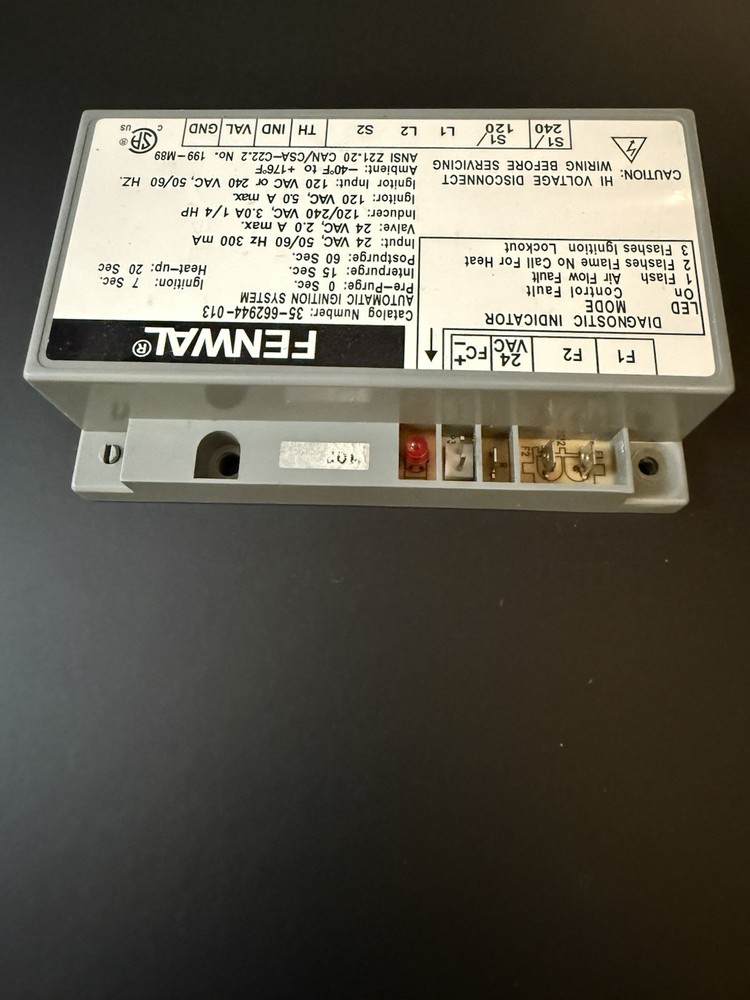 FENWAL®
Catalog Number: 35-662944-013
AUTOMATIC IGNITION SYSTEM
Pre-Purge: 0 Sec. Ignition: 7 Sec.
Interpurge: 15 Sec. Heat-up: 20 Sec
Postpurge: 60 Sec.
Input: 24 VAC, 50/60 Hz 300 mA
Valve: 24 VAC, 2.0 A max.
Inducer: 120/240 VAC, 3.0A 1/4 HP
Ignitor: 120 VAC, 5.0 A max.
Ignitor Input: 120 VAC or 240 VAC, 50/60 HZ.
Ambient: -40°F to +176°F
ANSI Z21.20 CAN/CSA-C22.2 No. 199-M89
F1 F2 24 VAC FC+-
DIAGNOSTIC INDICATOR
LED MODE
On Control Fault
1 Flash Air Flow Fault
2 Flashes Flame No Call For Heat
3 Flashes Ignition Lockout
CAUTION: HI VOLTAGE DISCONNECT
WIRING BEFORE SERVICING
S1/240 S1/120 L1 L2 S2 TH IND VAL GND
C SA US ®
F2